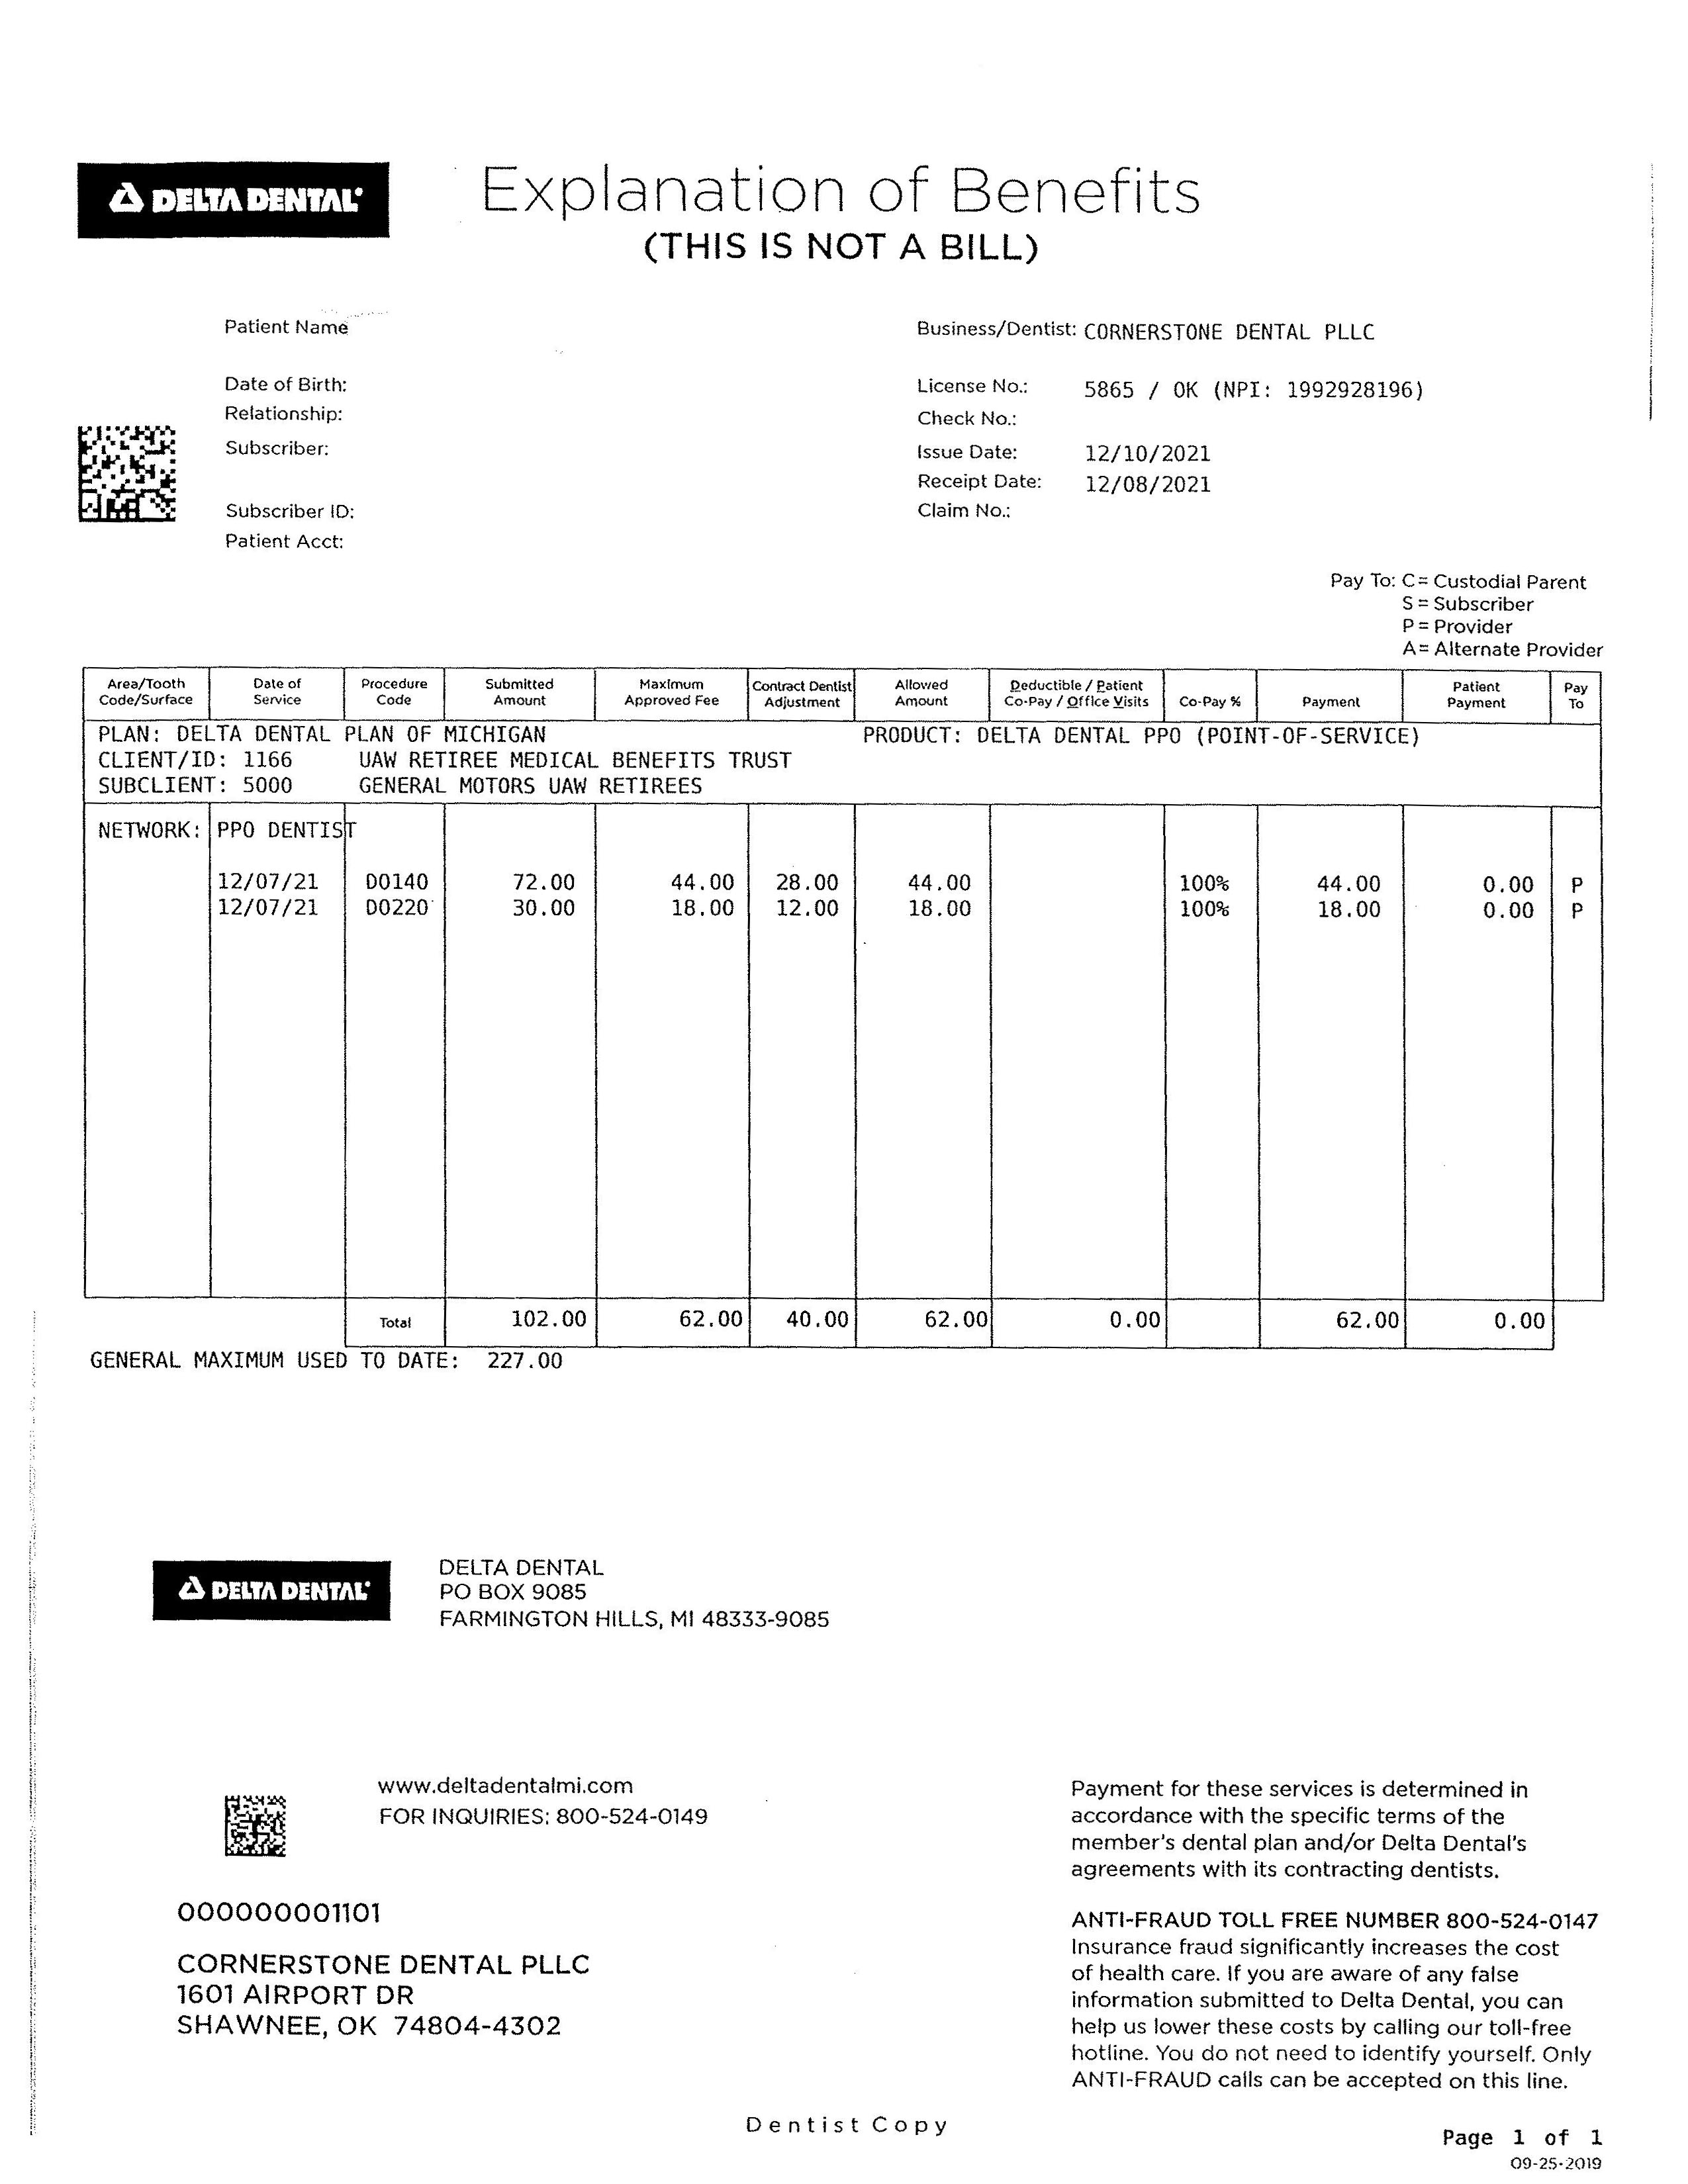 DELTA DENTAL
Explanation of Benefits
(THIS IS NOT A BILL)
Patient Name
Business/Dentist: CORNERSTONE DENTAL PLLC
Date of Birth:
License No.: 5865 / OK (NPI: 1992928196)
Relationship:
Check No.:
Subscriber:
Issue Date: 12/10/2021
Receipt Date: 12/08/2021
Subscriber ID:
Claim No.:
Patient Acct:
Pay To: C= Custodial Parent
S = Subscriber
P = Provider
A= Alternate Provider
Area/Tooth Code/Surface Date of Service Procedure Code Submitted Amount Maximum Approved Fee Contract Dentist Adjustment Allowed Amount Deductible / Patient Co-Pay / Office Visits Co-Pay % Payment Patient Payment Pay To
PLAN: DELTA DENTAL PLAN OF MICHIGAN PRODUCT: DELTA DENTAL PPO (POINT-OF-SERVICE)
CLIENT/ID: 1166 UAW RETIREE MEDICAL BENEFITS TRUST
SUBCLIENT: 5000 GENERAL MOTORS UAW RETIREES
NETWORK: PPO DENTIST
12/07/21 D0140 72.00 44.00 28.00 44.00 100% 44.00 0.00 P
12/07/21 D0220 30.00 18.00 12.00 18.00 100% 18.00 0.00 P
Total 102.00 62.00 40.00 62.00 0.00 62.00 0.00
GENERAL MAXIMUM USED TO DATE: 227.00
DELTA DENTAL
DELTA DENTAL
PO BOX 9085
FARMINGTON HILLS, MI 48333-9085
www.deltadentalmi.com
FOR INQUIRIES: 800-524-0149
000000001101
CORNERSTONE DENTAL PLLC
1601 AIRPORT DR
SHAWNEE, OK 74804-4302
Payment for these services is determined in
accordance with the specific terms of the
member's dental plan and/or Delta Dental's
agreements with its contracting dentists.
ANTI-FRAUD TOLL FREE NUMBER 800-524-0147
Insurance fraud significantly increases the cost
of health care. If you are aware of any false
information submitted to Delta Dental, you can
help us lower these costs by calling our toll-free
hotline. You do not need to identify yourself. Only
ANTI-FRAUD calls can be accepted on this line.
Dentist Copy
Page 1 of 1
09-25-2019